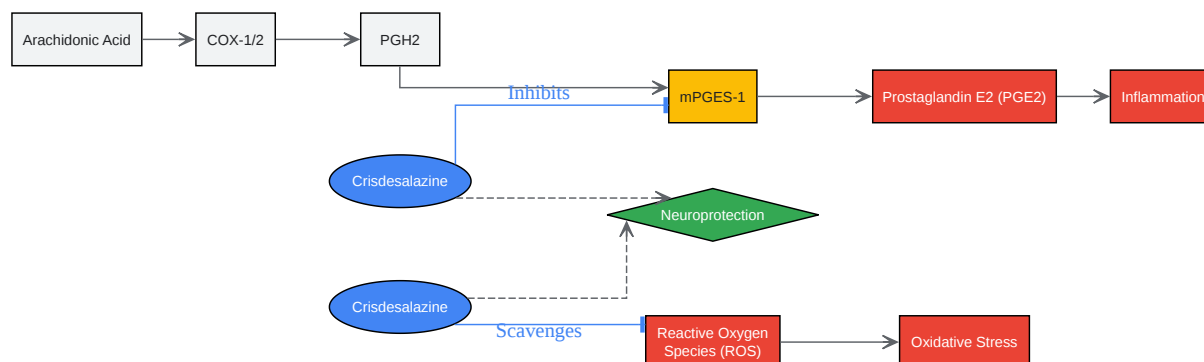 Arachidonic Acid
COX-1/2
PGH2
Inhibits
mPGES-1
Prostaglandin E2 (PGE2)
Inflammation
Crisdesalazine
Neuroprotection
Crisdesalazine
Scavenges
Reactive Oxygen
Species (ROS)
Oxidative Stress